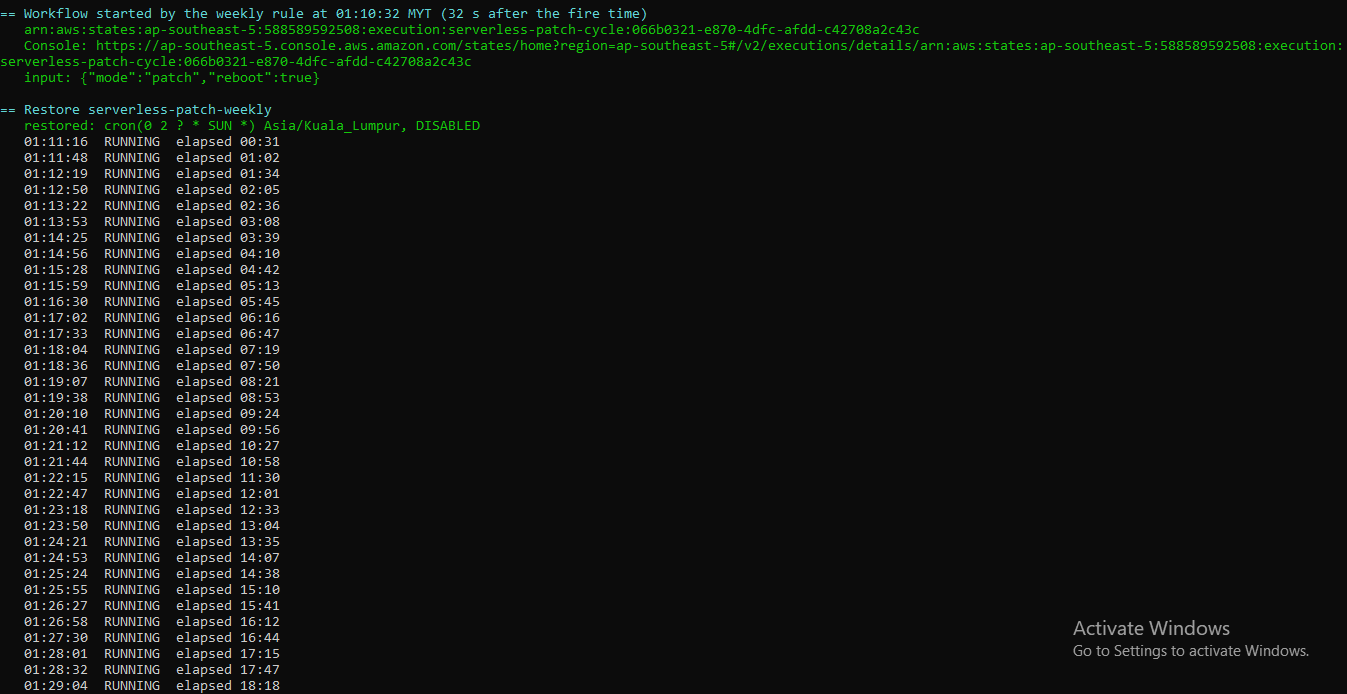 == Workflow started by the weekly rule at 01:10:32 MYT (32 s after the fire time)
arn:aws:states:ap-southeast-5:588589592508:execution:serverless-patch-cycle:066b0321-e870-4dfc-afdd-c42708a2c43c
Console: https://ap-southeast-5.console.aws.amazon.com/states/home?region=ap-southeast-5#/v2/executions/details/arn:aws:states:ap-southeast-5:588589592508:execution:
serverless-patch-cycle:066b0321-e870-4dfc-afdd-c42708a2c43c
input: {"mode":"patch","reboot":true}
== Restore serverless-patch-weekly
restored: cron(0 2 ? * SUN *) Asia/Kuala_Lumpur, DISABLED
01:11:16  RUNNING  elapsed 00:31
01:11:48  RUNNING  elapsed 01:02
01:12:19  RUNNING  elapsed 01:34
01:12:50  RUNNING  elapsed 02:05
01:13:22  RUNNING  elapsed 02:36
01:13:53  RUNNING  elapsed 03:08
01:14:25  RUNNING  elapsed 03:39
01:14:56  RUNNING  elapsed 04:10
01:15:28  RUNNING  elapsed 04:42
01:15:59  RUNNING  elapsed 05:13
01:16:30  RUNNING  elapsed 05:45
01:17:02  RUNNING  elapsed 06:16
01:17:33  RUNNING  elapsed 06:47
01:18:04  RUNNING  elapsed 07:19
01:18:36  RUNNING  elapsed 07:50
01:19:07  RUNNING  elapsed 08:21
01:19:38  RUNNING  elapsed 08:53
01:20:10  RUNNING  elapsed 09:24
01:20:41  RUNNING  elapsed 09:56
01:21:12  RUNNING  elapsed 10:27
01:21:44  RUNNING  elapsed 10:58
01:22:15  RUNNING  elapsed 11:30
01:22:47  RUNNING  elapsed 12:01
01:23:18  RUNNING  elapsed 12:33
01:23:50  RUNNING  elapsed 13:04
01:24:21  RUNNING  elapsed 13:35
01:24:53  RUNNING  elapsed 14:07
01:25:24  RUNNING  elapsed 14:38
01:25:55  RUNNING  elapsed 15:10
01:26:27  RUNNING  elapsed 15:41
01:26:58  RUNNING  elapsed 16:12
01:27:30  RUNNING  elapsed 16:44
01:28:01  RUNNING  elapsed 17:15
01:28:32  RUNNING  elapsed 17:47
01:29:04  RUNNING  elapsed 18:18
Activate Windows
Go to Settings to activate Windows.